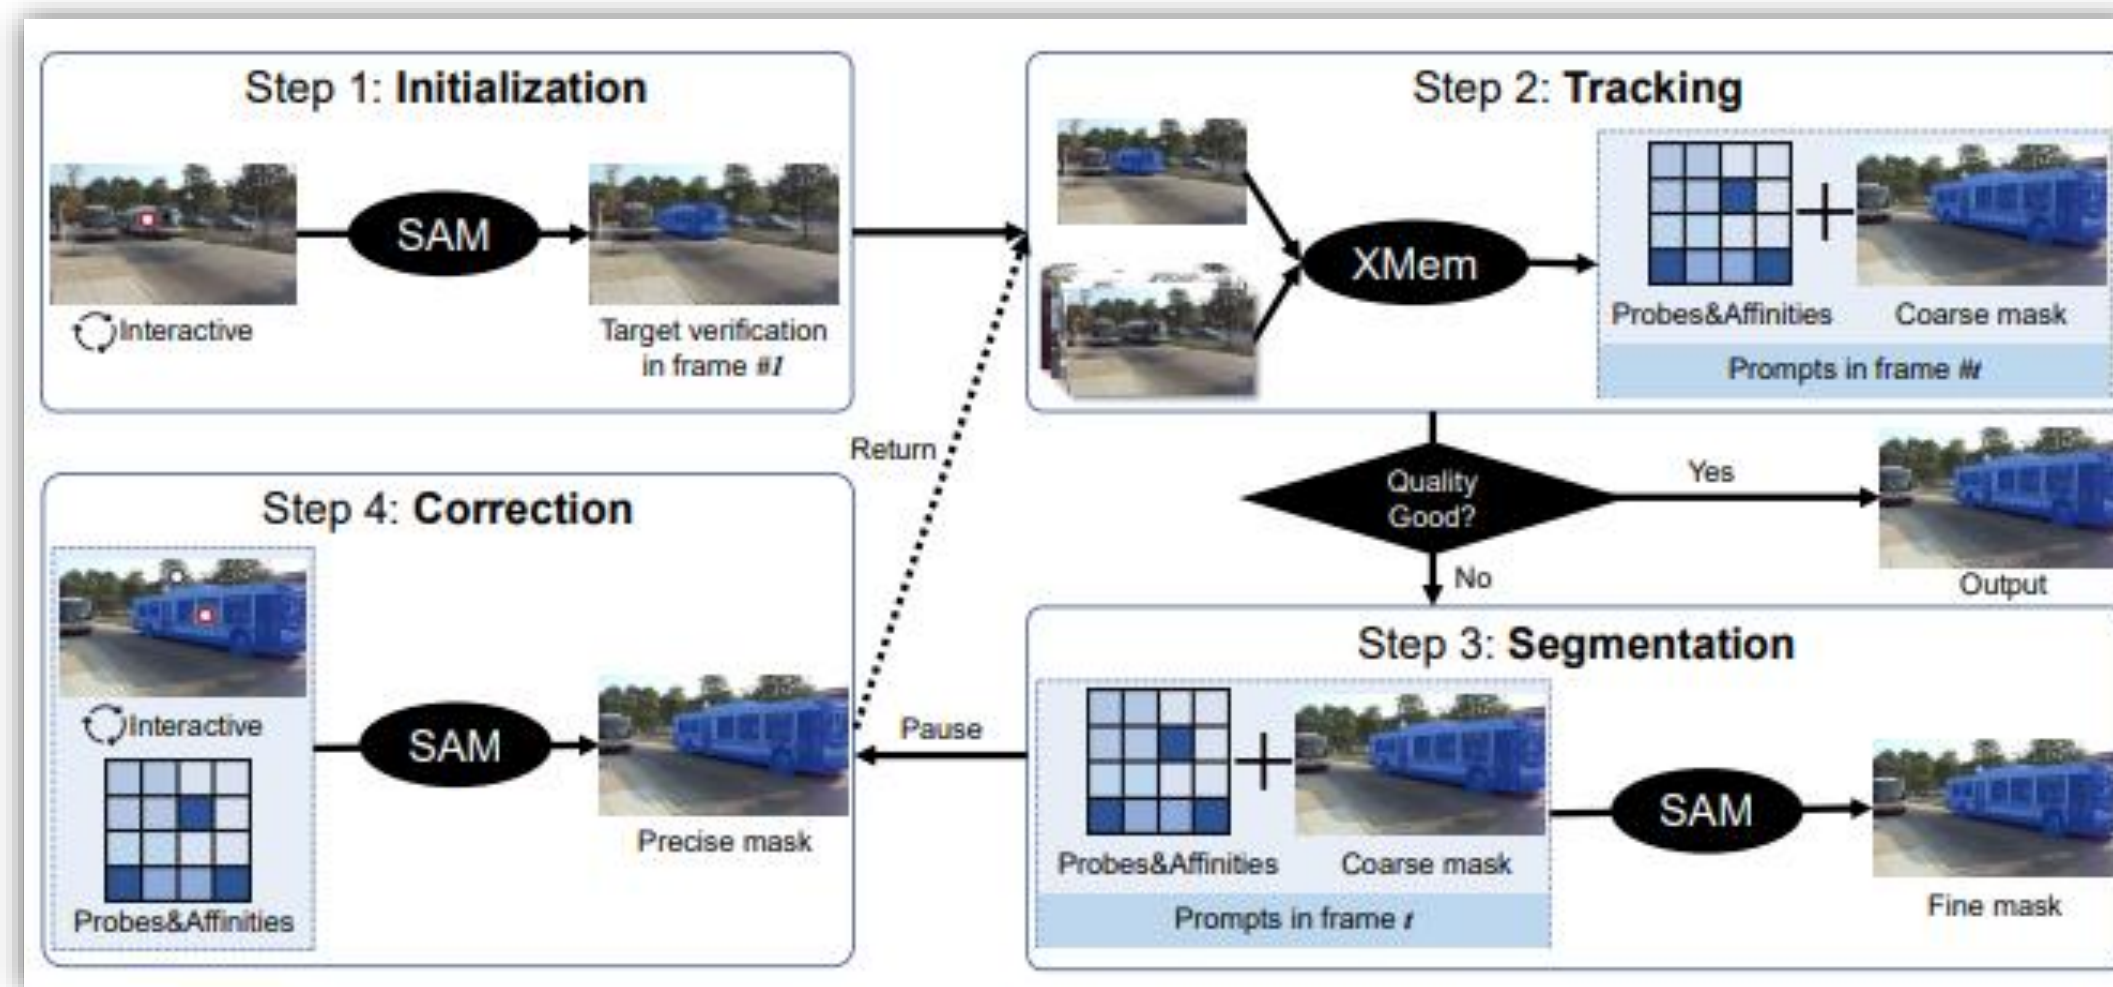 Step 1: Initialization
SAM
Interactive
Target verification
in frame #1
Step 2: Tracking
XMem
Probes&Affinities
Coarse mask
Prompts in frame #t
Return
Quality
Good?
Yes
Output
No
Step 3: Segmentation
Probes&Affinities
Coarse mask
Prompts in frame t
SAM
Fine mask
Pause
Step 4: Correction
Interactive
Probes&Affinities
SAM
Precise mask